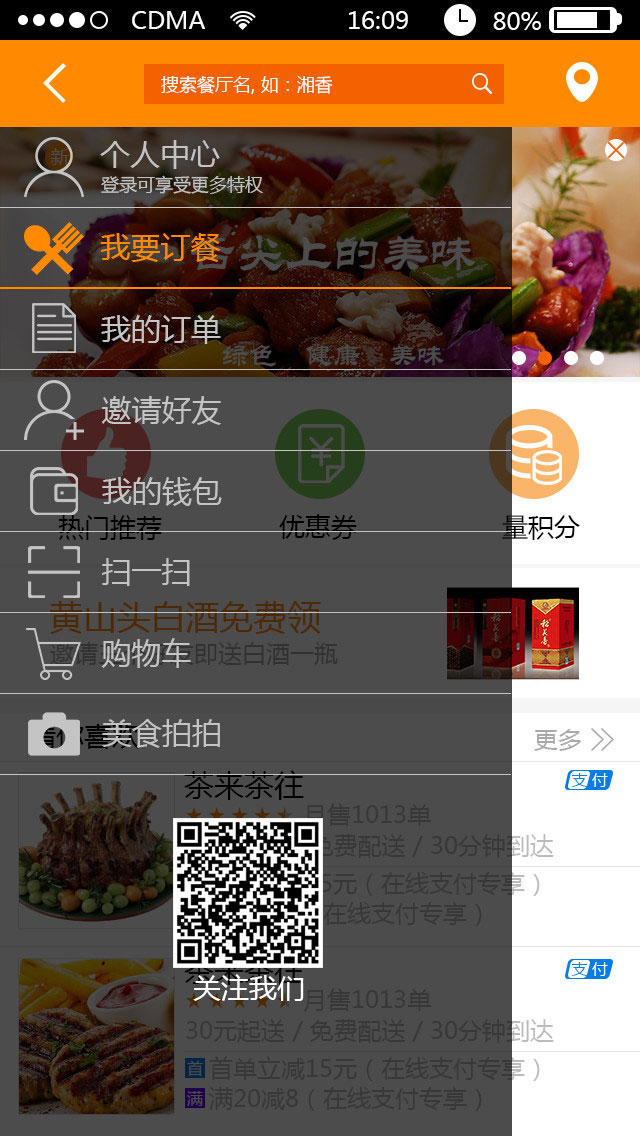 CDMA 16:09 80%
搜索餐厅名, 如：湘香
新
个人中心
登录可享受更多特权
我要订餐
舌尖上的美味
我的订单
绿色 健康 美味
邀请好友
我的钱包
热门推荐 优惠券 量积分
扫一扫
黄山头白酒免费领
购物车
即送白酒一瓶
美食拍拍
更多
茶来茶往
支付
月售1013单
免费配送 / 30分钟到达
5元 ( 在线支付专享 )
( 在线支付专享 )
关注我们
支付
月售1013单
30元起送 / 免费配送 / 30分钟到达
首 首单立减15元 ( 在线支付专享 )
满 满20减8 ( 在线支付专享 )